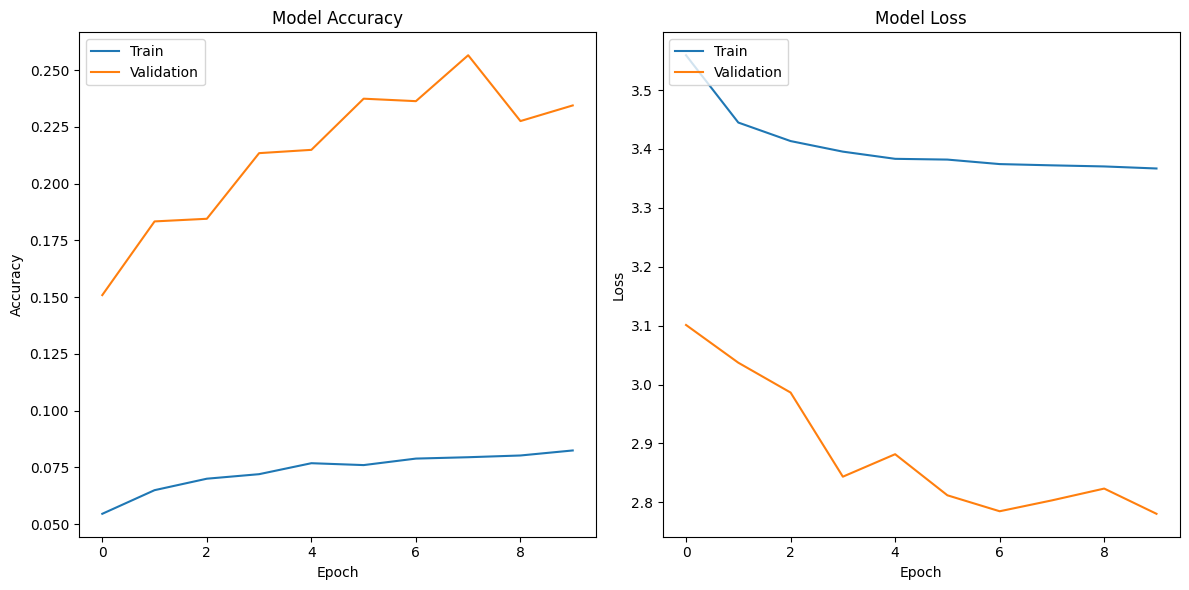 Model Accuracy
Train
Validation
0.250
0.225
0.200
0.175
0.150
0.125
0.100
0.075
0.050
Accuracy
0 2 4 6 8
Epoch
Model Loss
Train
Validation
3.5
3.4
3.3
3.2
3.1
3.0
2.9
2.8
Loss
0 2 4 6 8
Epoch